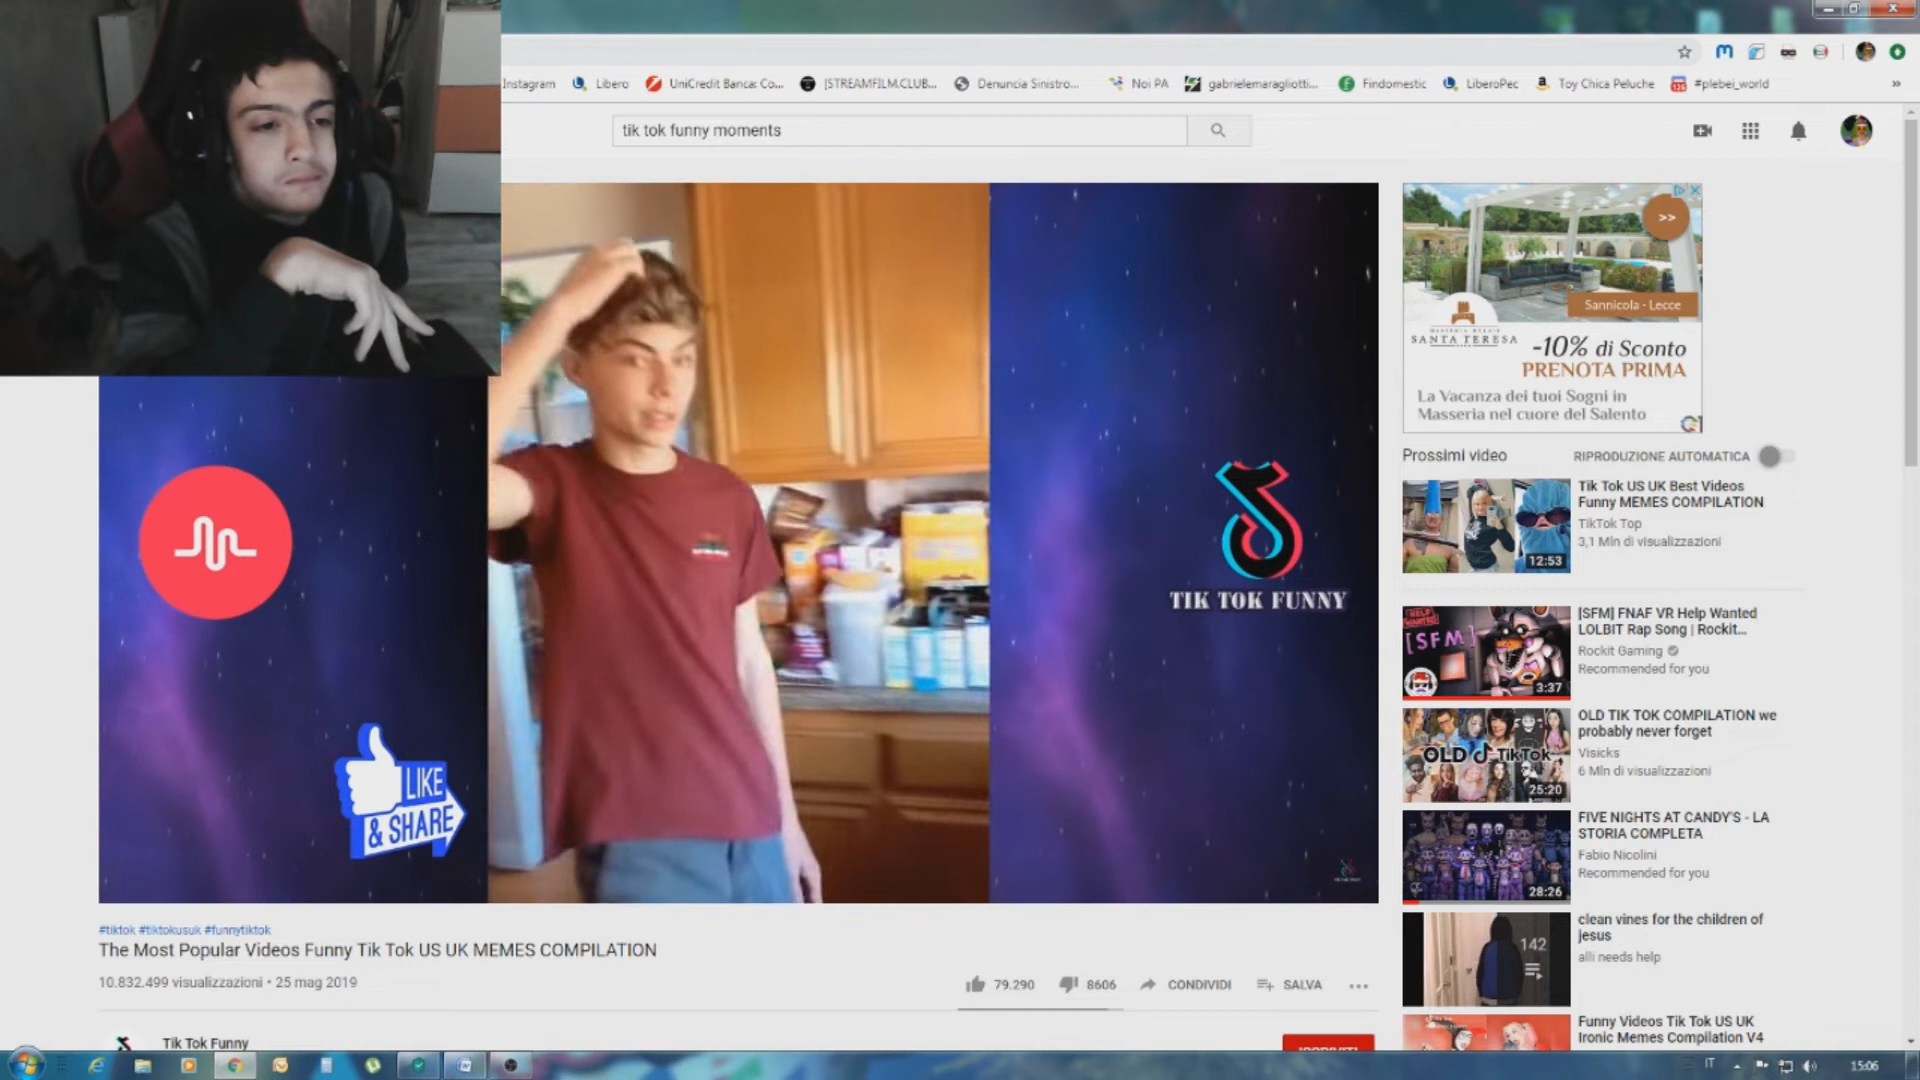 Instagram
Libero
UniCredit Banca: Co...
[STREAMFILM.CLUB...
Denuncia Sinistro...
Noi PA
gabrielemaragliotti...
Findomestic
LiberoPec
Toy Chica Peluche
#plebei_world
»
tik tok funny moments
>>
Sannicola - Lecce
SANTA TERESA
-10% di Sconto
PRENOTA PRIMA
La Vacanza dei tuoi Sogni in
Masseria nel cuore del Salento
TIK TOK FUNNY
LIKE
& SHARE
Prossimi video
RIPRODUZIONE AUTOMATICA
Tik Tok US UK Best Videos
Funny MEMES COMPILATION
TikTok Top
3,1 Mln di visualizzazioni
12:53
[SFM]
3:37
[SFM] FNAF VR Help Wanted
LOLBIT Rap Song | Rockit...
Rockit Gaming
Recommended for you
OLD TikTok
25:20
OLD TIK TOK COMPILATION we
probably never forget
Visicks
6 Mln di visualizzazioni
28:26
FIVE NIGHTS AT CANDY'S - LA
STORIA COMPLETA
Fabio Nicolini
Recommended for you
142
clean vines for the children of
jesus
alli needs help
Funny Videos Tik Tok US UK
Ironic Memes Compilation V4
#tiktok #tiktokusuk #funnytiktok
The Most Popular Videos Funny Tik Tok US UK MEMES COMPILATION
10.832.499 visualizzazioni • 25 mag 2019
79.290
8606
CONDIVIDI
SALVA
Tik Tok Funny
IT
15:06